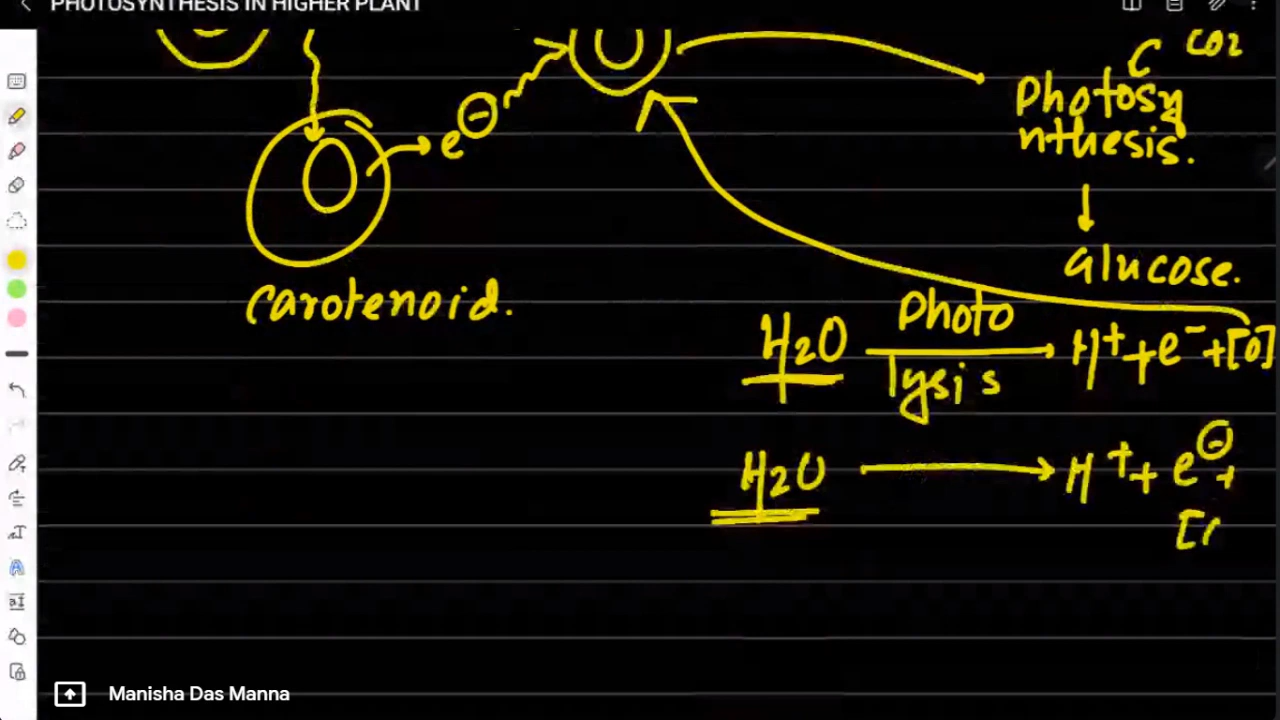 PHOTOSYNTHESIS IN HIGHER PLANT
CO2
Photosy
nthesis.
e⊖
Glucose.
Carotenoid.
Photo
H2O → H⁺+e⁻+[O]
lysis
H2O → H⁺+e⊖+
[O
Manisha Das Manna